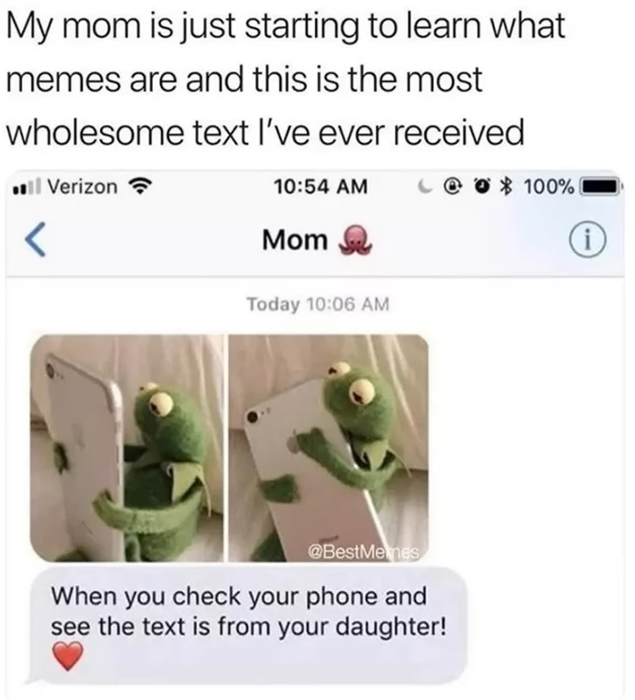 My mom is just starting to learn what
memes are and this is the most
wholesome text I've ever received
Verizon 10:54 AM 100%
Mom
Today 10:06 AM
@BestMemes
When you check your phone and
see the text is from your daughter!
❤️